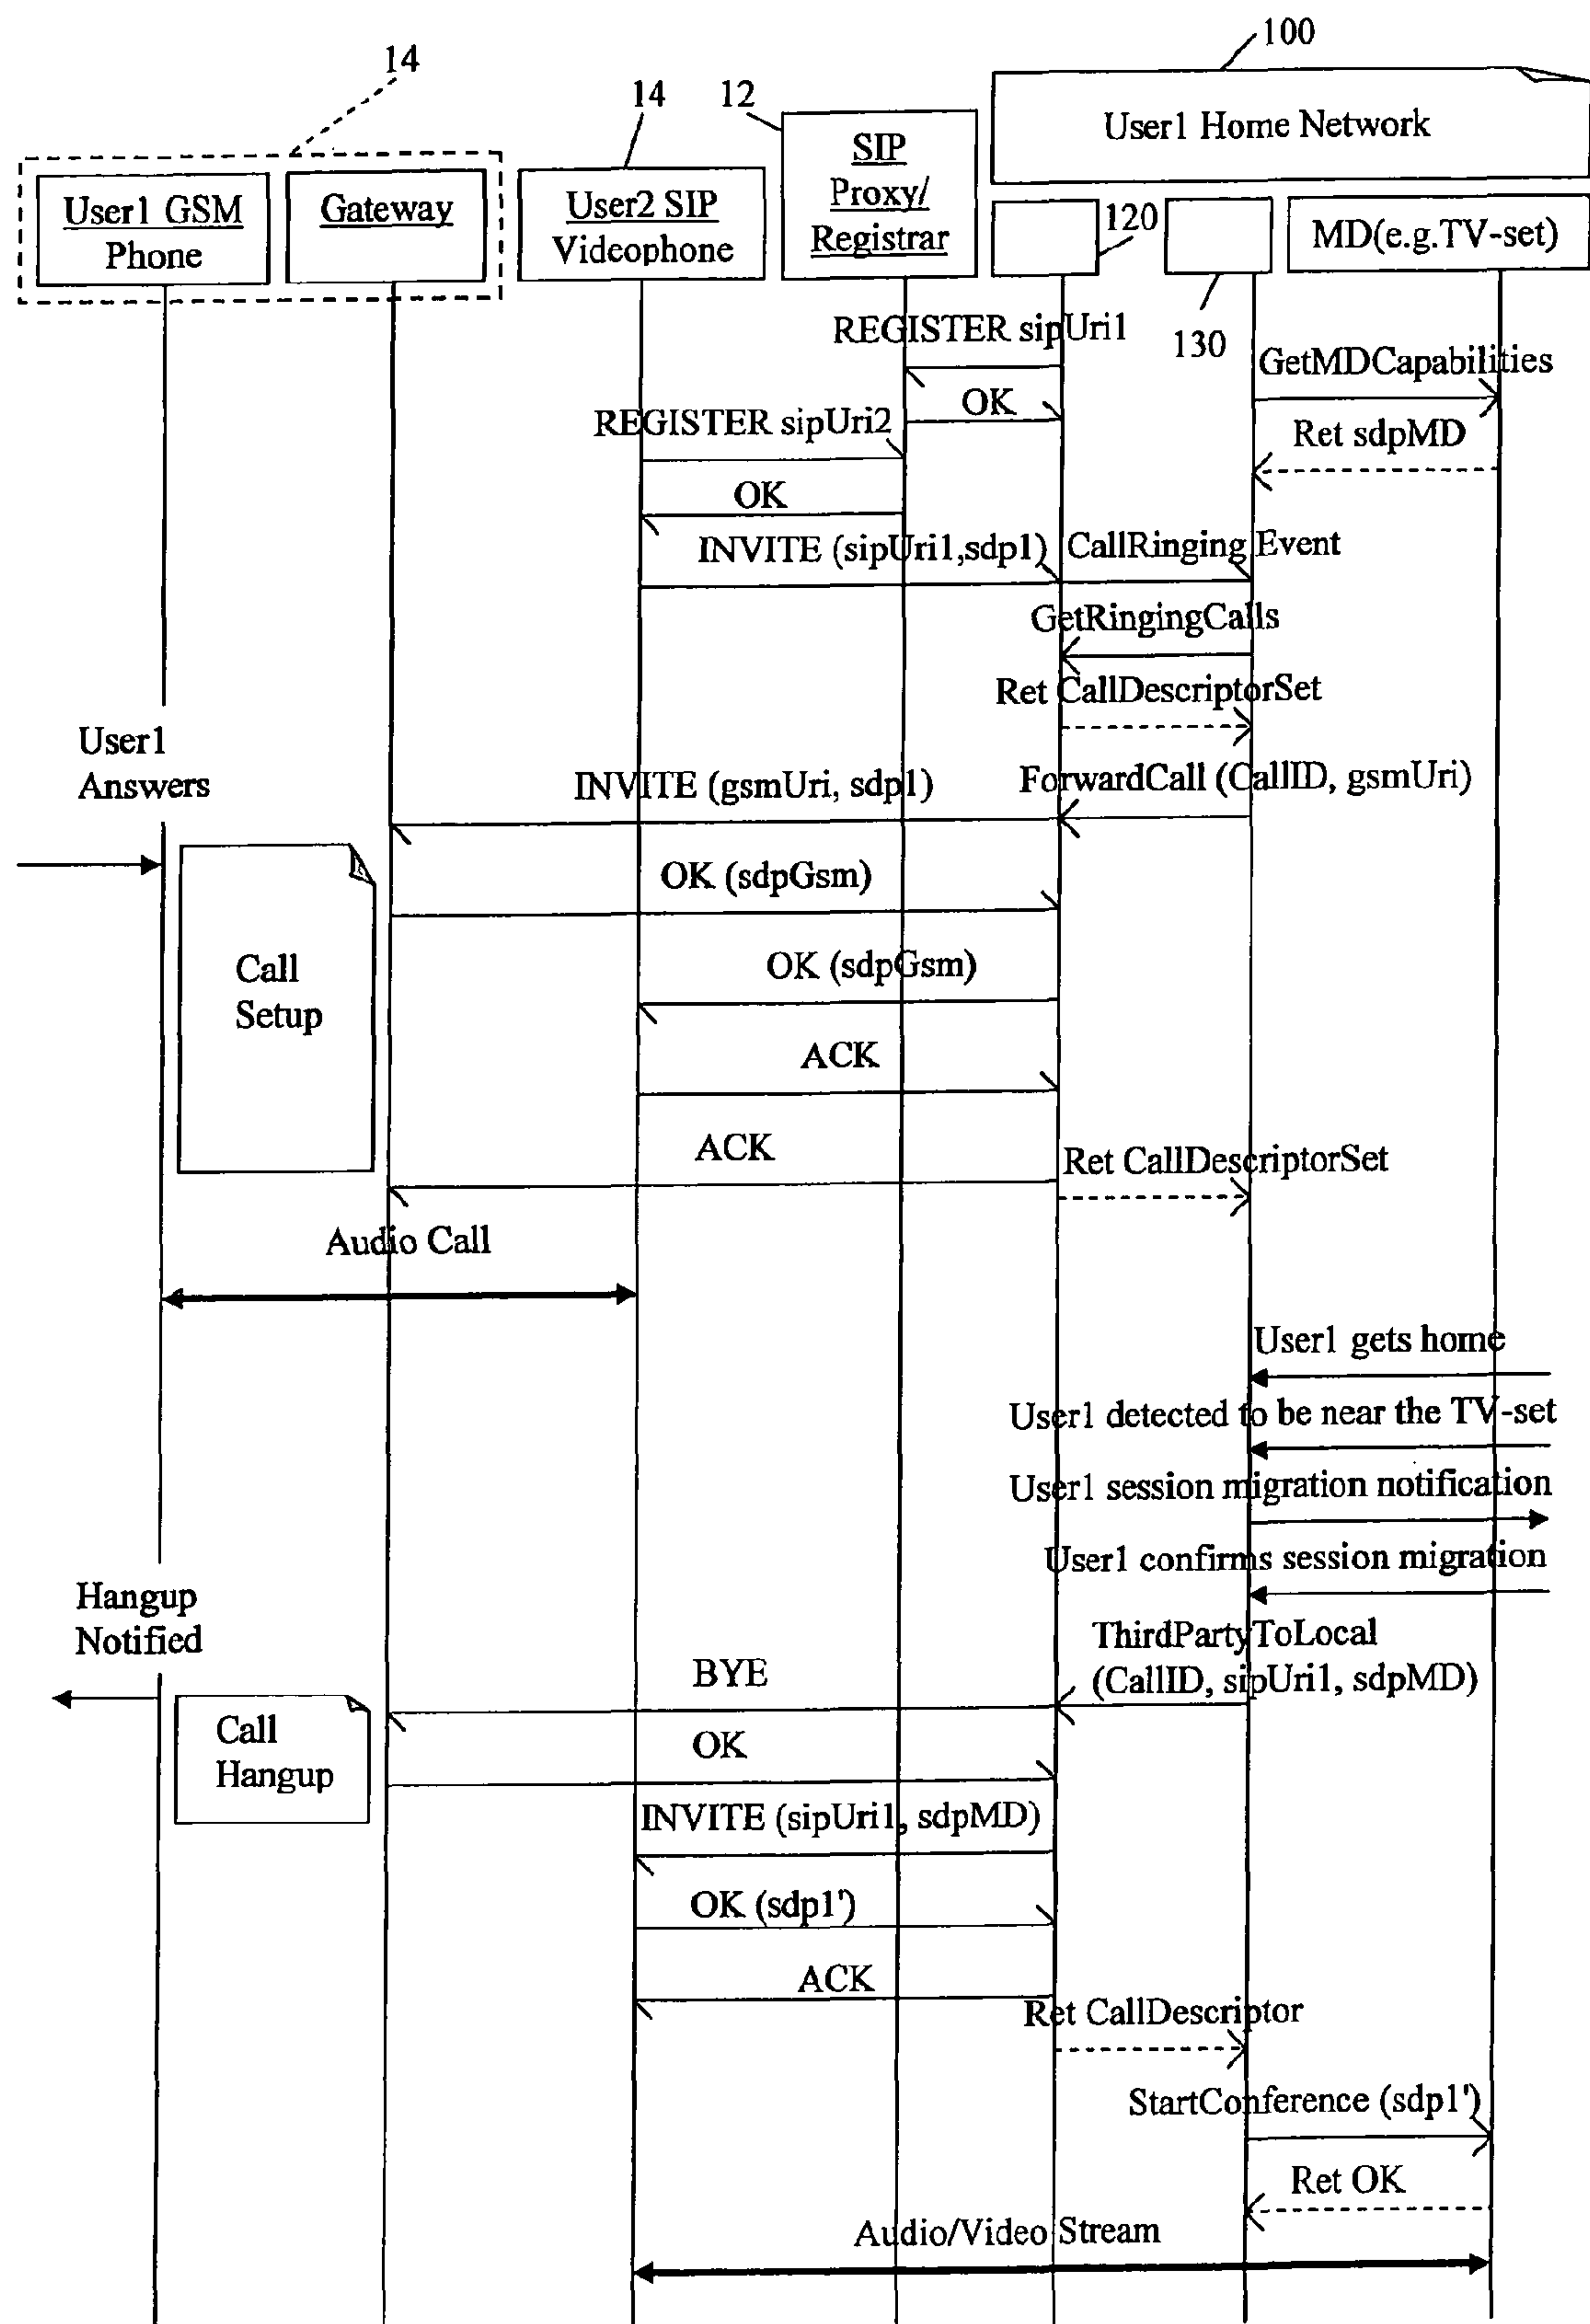 100
14
14
12
User1 Home Network
SIP
Proxy/
Registrar
User1 GSM
Phone
Gateway
User2 SIP
Videophone
120
MD(e.g.TV-set)
130
REGISTER sipUri1
GetMDCapabilities
OK
REGISTER sipUri2
Ret sdpMD
OK
INVITE (sipUri1,sdp1)
CallRinging Event
GetRingingCalls
Ret CallDescriptorSet
User1
Answers
INVITE (gsmUri, sdp1)
ForwardCall (CallID, gsmUri)
OK (sdpGsm)
Call
Setup
OK (sdpGsm)
ACK
ACK
Ret CallDescriptorSet
Audio Call
User1 gets home
User1 detected to be near the TV-set
User1 session migration notification
User1 confirms session migration
Hangup
Notified
ThirdPartyToLocal
(CallID, sipUri1, sdpMD)
BYE
Call
Hangup
OK
INVITE (sipUri1, sdpMD)
OK (sdp1')
ACK
Ret CallDescriptor
StartConference (sdp1')
Ret OK
Audio/Video Stream